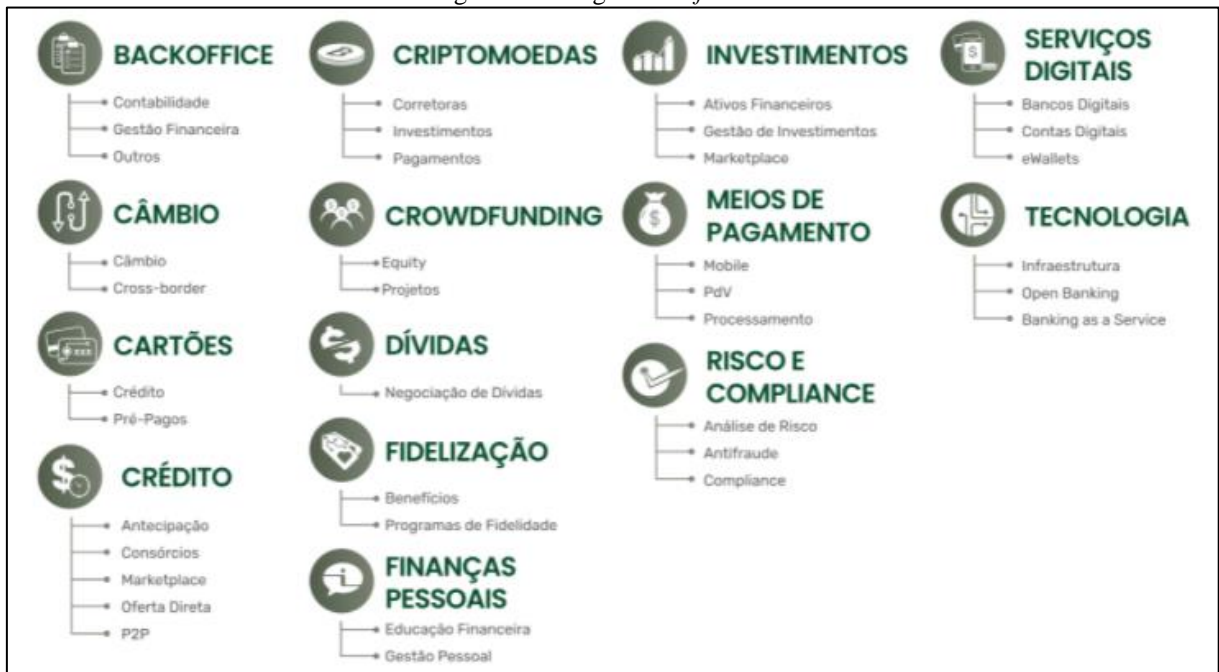 BACKOFFICE
Contabilidade
Gestão Financeira
Outros
CÂMBIO
Câmbio
Cross-border
CARTÕES
Crédito
Pré-Pagos
CRÉDITO
Antecipação
Consórcios
Marketplace
Oferta Direta
P2P
CRIPTOMOEDAS
Corretoras
Investimentos
Pagamentos
CROWDFUNDING
Equity
Projetos
DÍVIDAS
Negociação de Dívidas
FIDELIZAÇÃO
Benefícios
Programas de Fidelidade
FINANÇAS
PESSOAIS
Educação Financeira
Gestão Pessoal
INVESTIMENTOS
Ativos Financeiros
Gestão de Investimentos
Marketplace
MEIOS DE
PAGAMENTO
Mobile
PdV
Processamento
RISCO E
COMPLIANCE
Análise de Risco
Antifraude
Compliance
SERVIÇOS
DIGITAIS
Bancos Digitais
Contas Digitais
eWallets
TECNOLOGIA
Infraestrutura
Open Banking
Banking as a Service